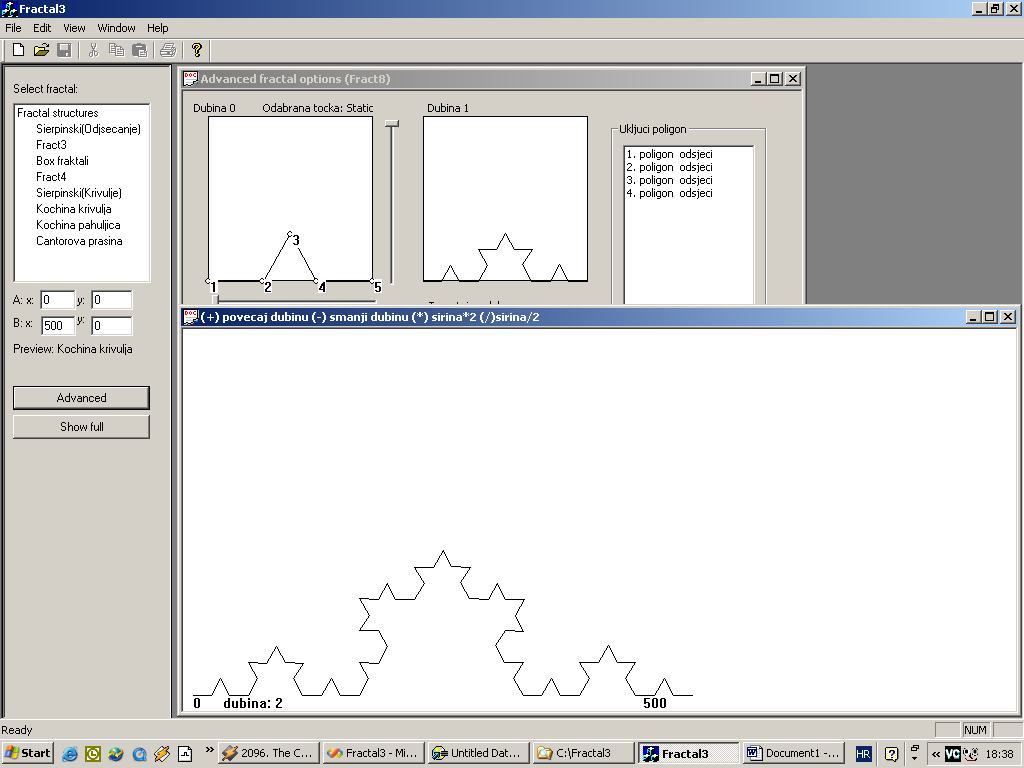 Fractal3
File Edit View Window Help
Select fractal:
Fractal structures
Sierpinski(Odjsecanje)
Fract3
Box fraktali
Fract4
Sierpinski(Krivulje)
Kochina krivulja
Kochina pahuljica
Cantorova prasina
A: x: 0 y: 0
B: x: 500 y: 0
Preview: Kochina krivulja
Advanced
Show full
Advanced fractal options (Fract8)
Dubina 0 Odabrana tocka: Static Dubina 1
Ukljuci poligon
1. poligon odsjeci
2. poligon odsjeci
3. poligon odsjeci
4. poligon odsjeci
3
1 2 4 5
(+) povecaj dubinu (-) smanji dubinu (*) sirina*2 (/)sirina/2
0 dubina: 2 500
Ready NUM
Start » 2096. The C... Fractal3 - Mi... Untitled Dat... C:\Fractal3 Fractal3 Document1 -... HR « VC 18:38